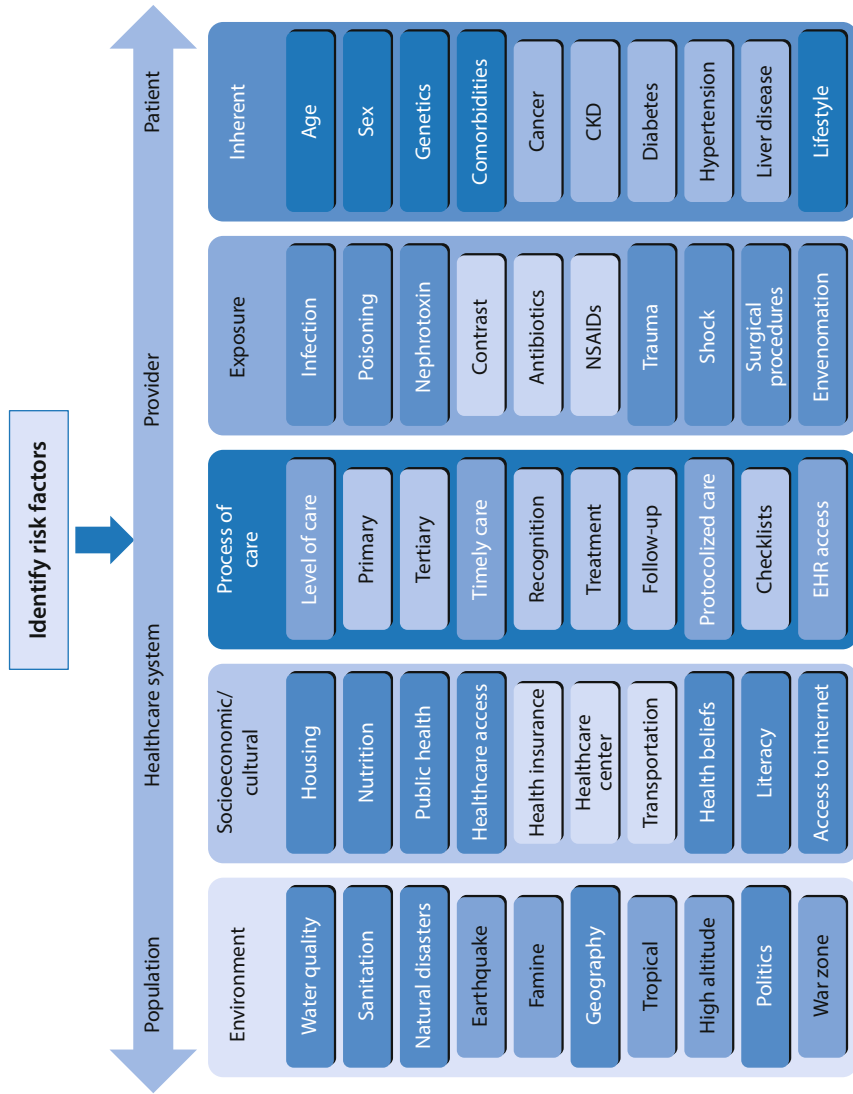 Identify risk factors
Population
Healthcare system
Provider
Patient
Environment
Water quality
Sanitation
Natural disasters
Earthquake
Famine
Geography
Tropical
High altitude
Politics
War zone
Socioeconomic/
cultural
Housing
Nutrition
Public health
Healthcare access
Health insurance
Healthcare
center
Transportation
Health beliefs
Literacy
Access to internet
Process of
care
Level of care
Primary
Tertiary
Timely care
Recognition
Treatment
Follow-up
Protocolized care
Checklists
EHR access
Exposure
Infection
Poisoning
Nephrotoxin
Contrast
Antibiotics
NSAIDs
Trauma
Shock
Surgical
procedures
Envenomation
Inherent
Age
Sex
Genetics
Comorbidities
Cancer
CKD
Diabetes
Hypertension
Liver disease
Lifestyle